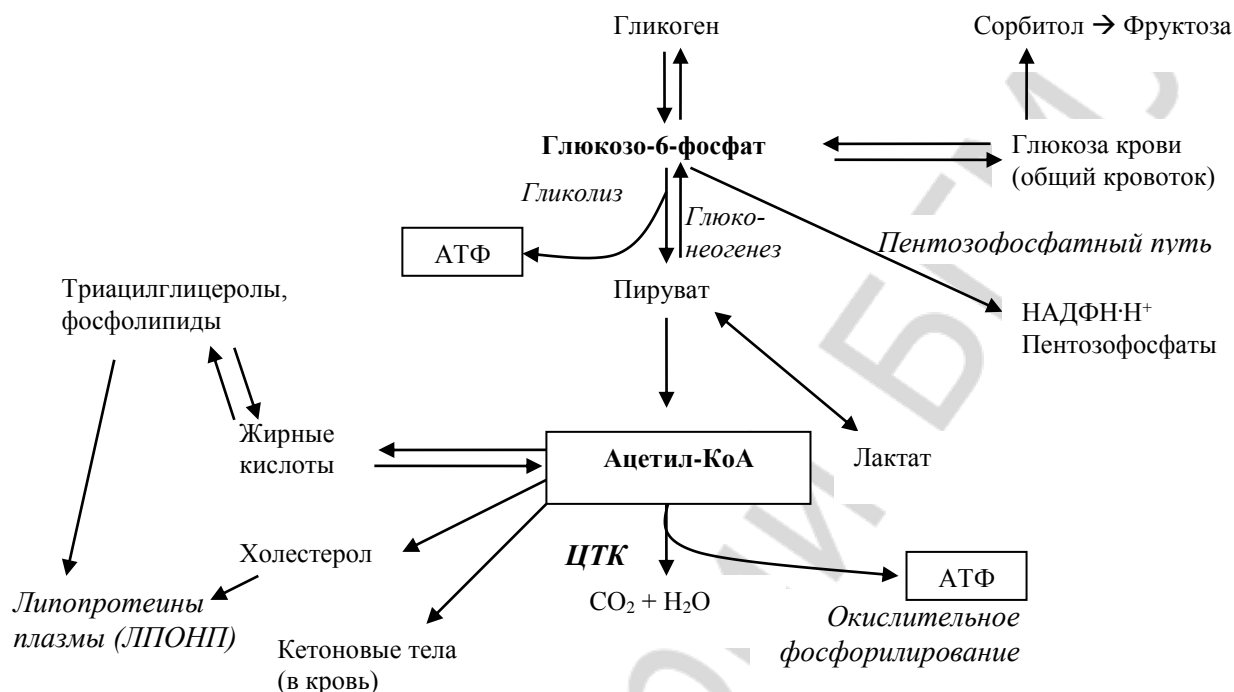 Гликоген
Сорбитол → Фруктоза
Глюкозо-6-фосфат
Глюкоза крови
(общий кровоток)
Гликолиз
Глюко-
неогенез
Пентозофосфатный путь
АТФ
Пируват
Триацилглицеролы,
фосфолипиды
НАДФН·Н⁺
Пентозофосфаты
Жирные
кислоты
Ацетил-КоА
Лактат
Холестерол
ЦТК
АТФ
CO₂ + H₂O
Липопротеины
плазмы (ЛПОНП)
Окислительное
фосфорилирование
Кетоновые тела
(в кровь)